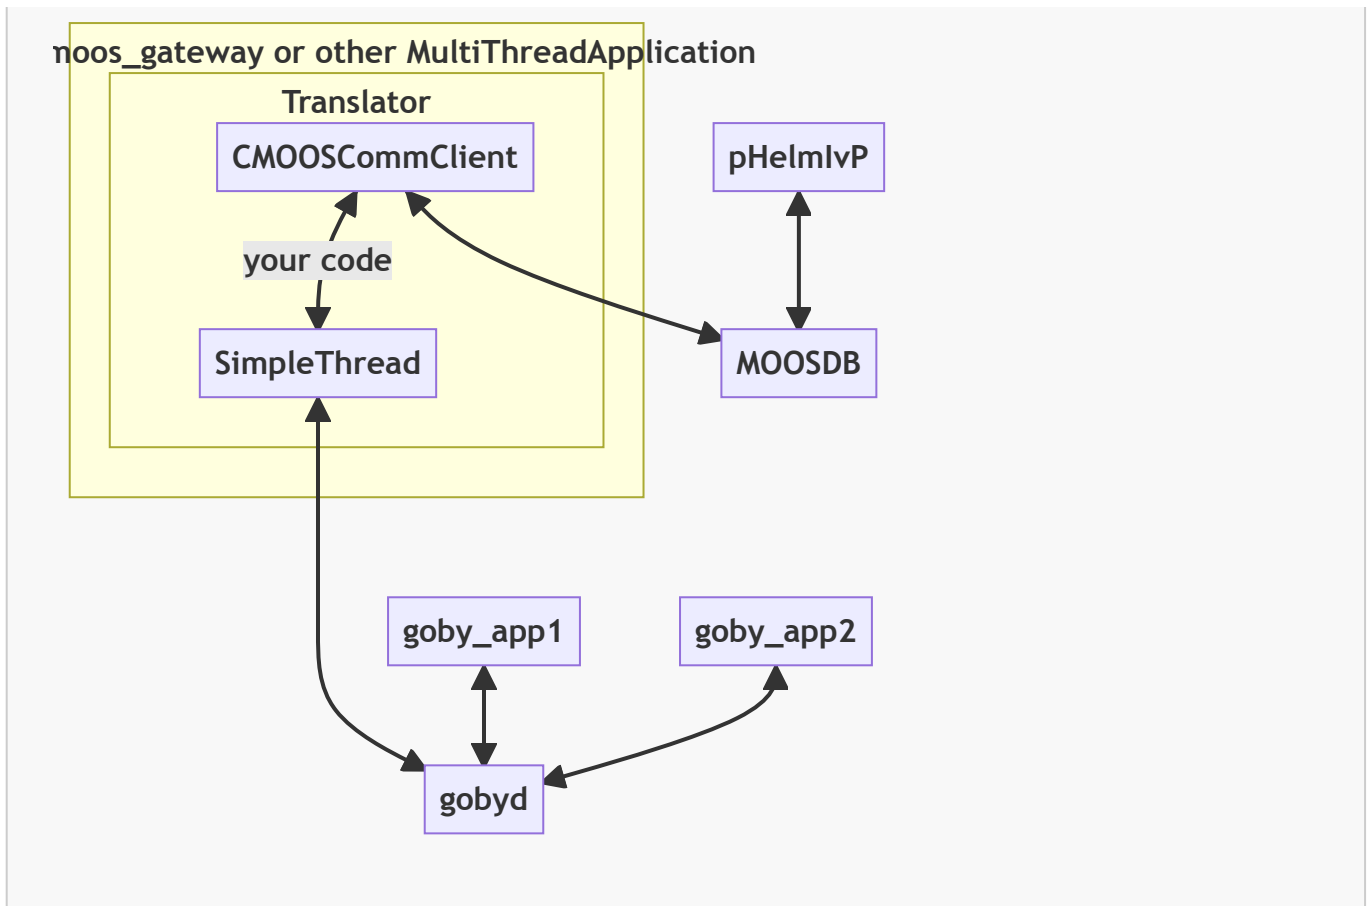 moos_gateway or other MultiThreadApplication
Translator
CMOOSCommClient
pHelmIvP
your code
SimpleThread
MOOSDB
goby_app1
goby_app2
gobyd